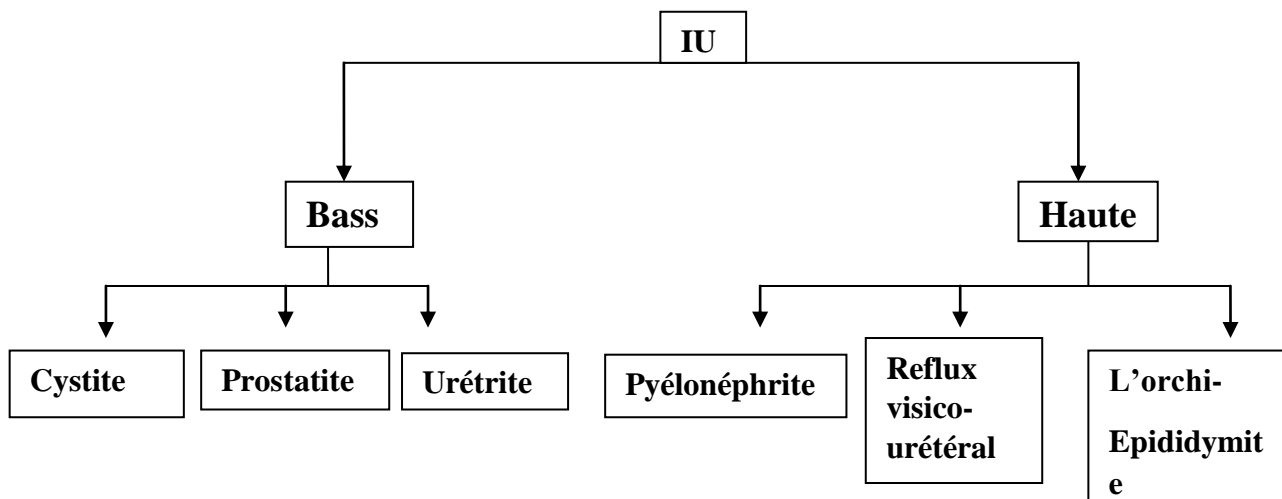 IU
Bass
Haute
Cystite
Prostatite
Urétrite
Pyélonéphrite
Reflux
visico-
urétéral
L’orchi-
Epididymit
e